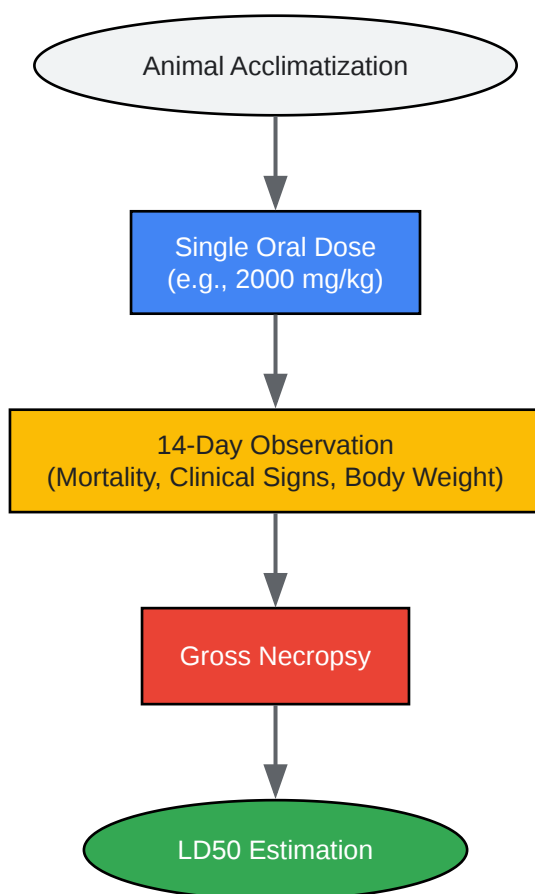 Animal Acclimatization
Single Oral Dose
(e.g., 2000 mg/kg)
14-Day Observation
(Mortality, Clinical Signs, Body Weight)
Gross Necropsy
LD50 Estimation